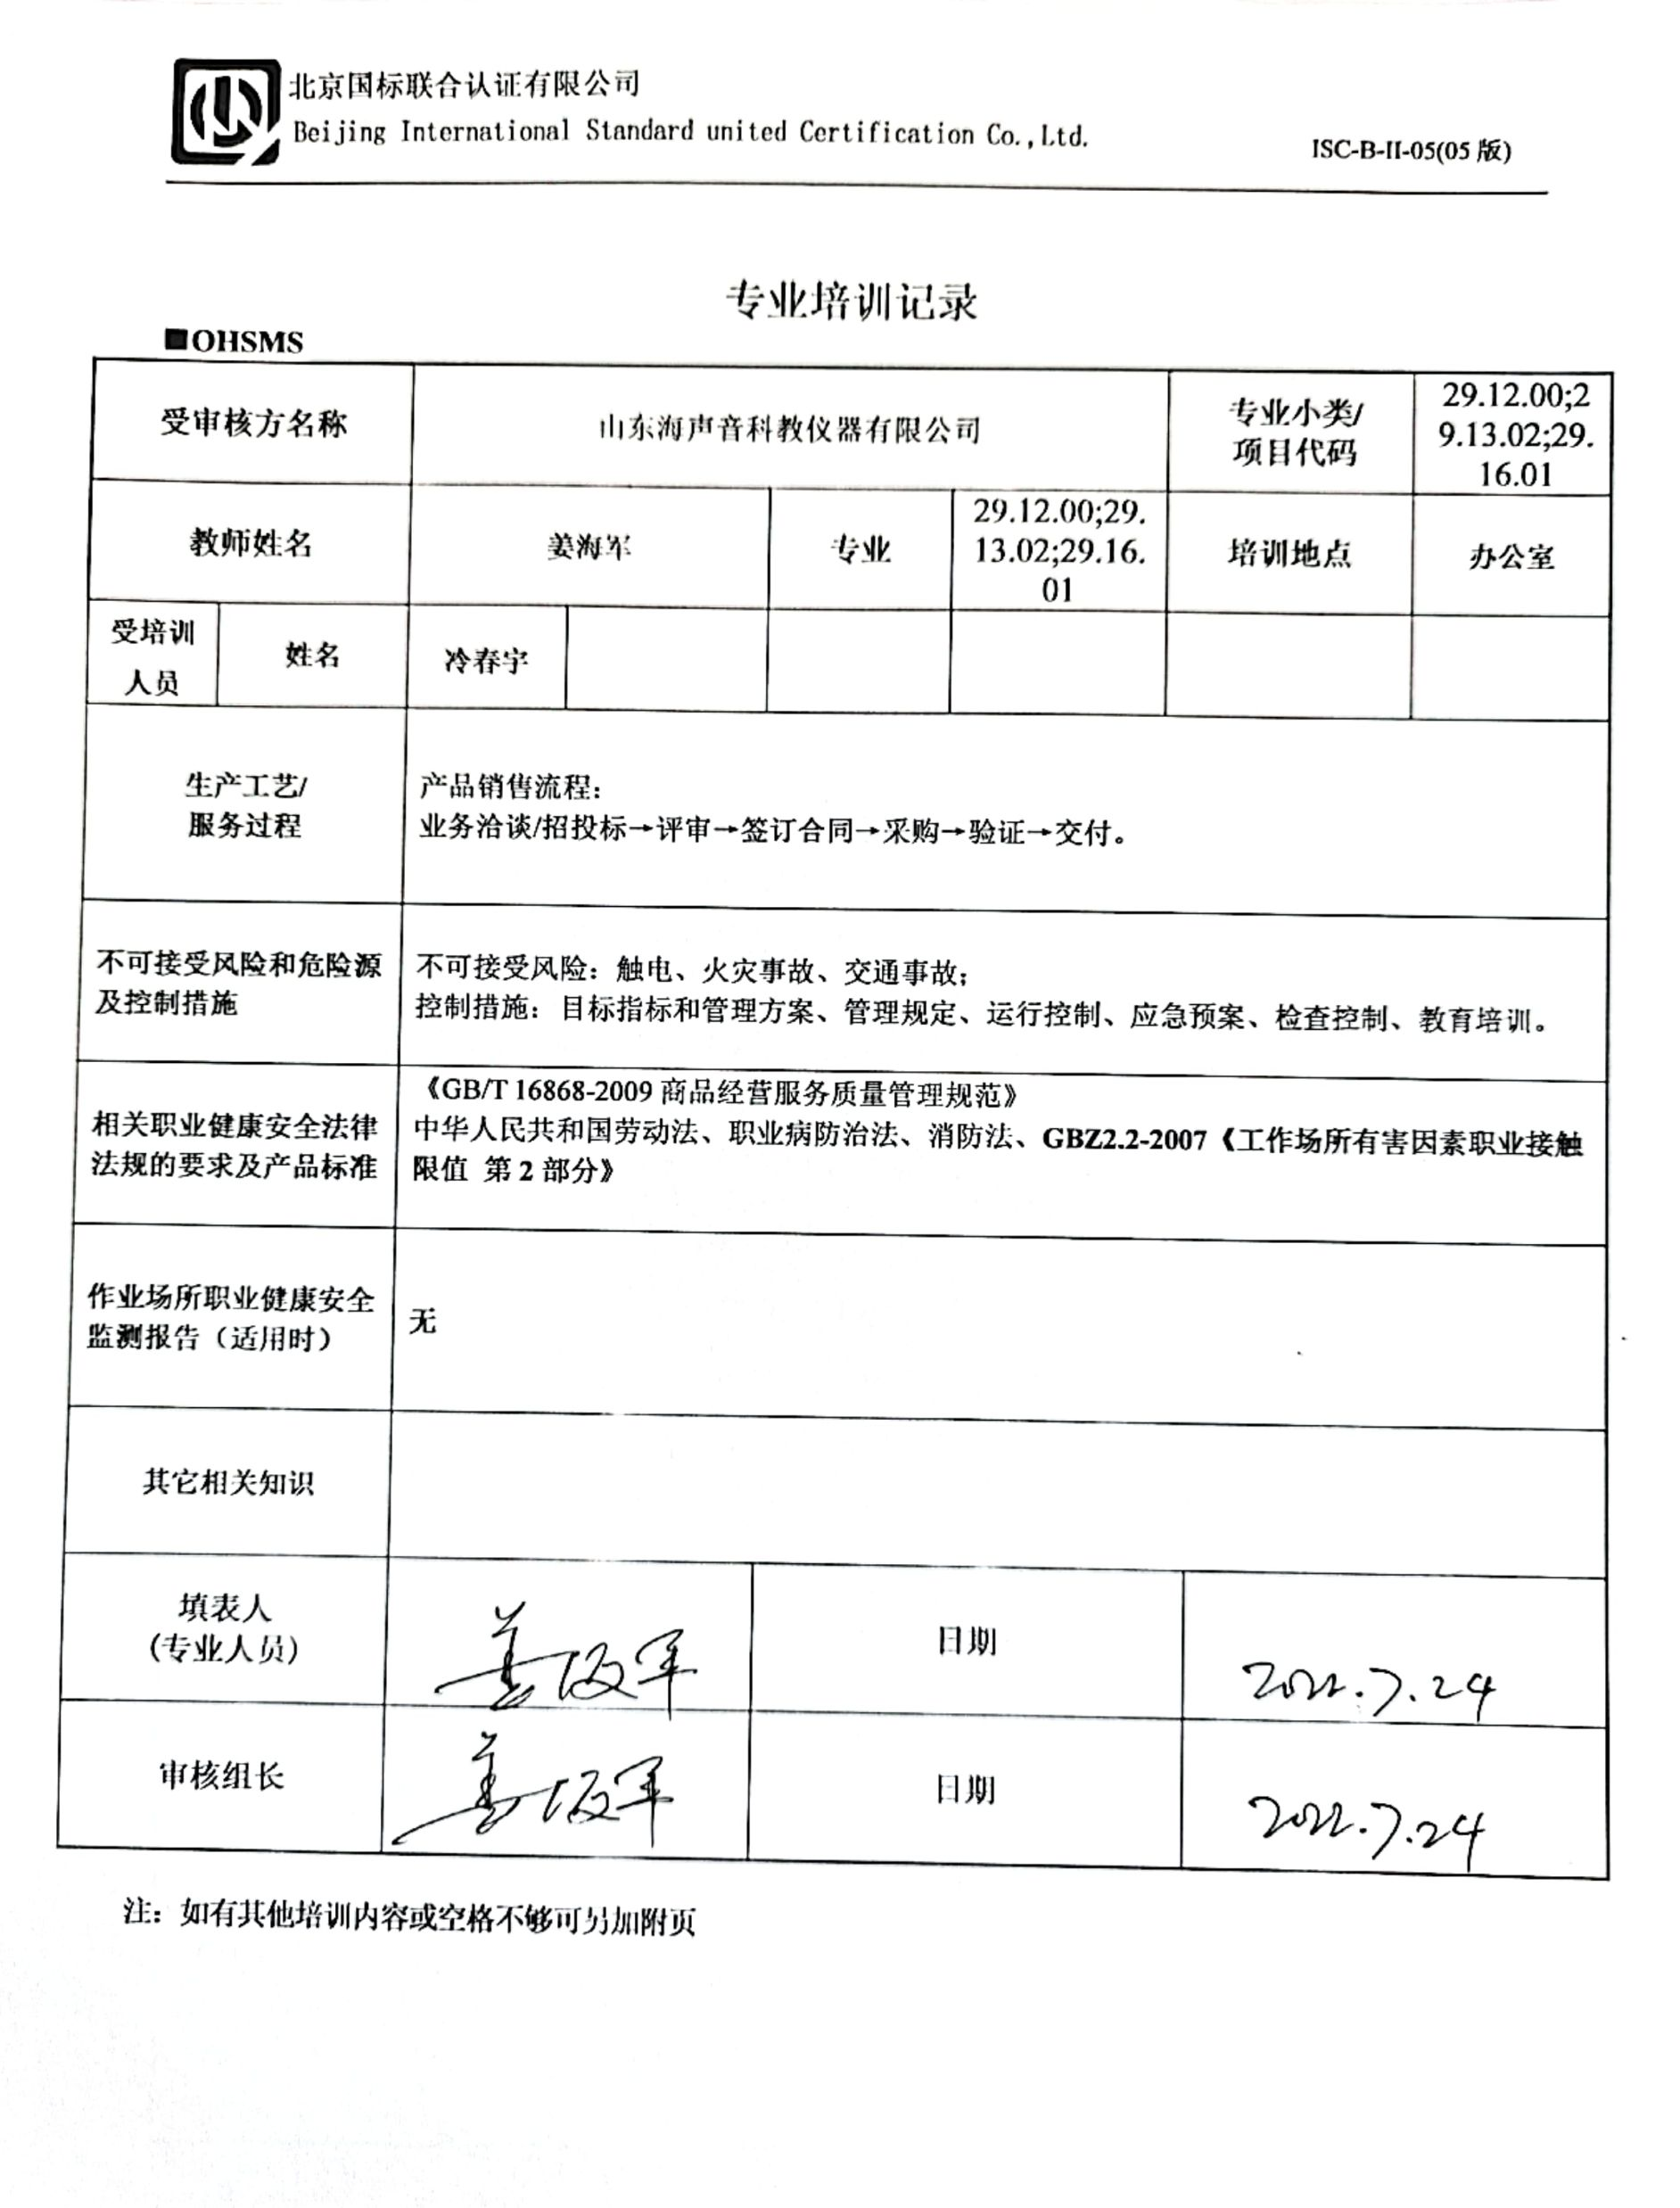 北京国标联合认证有限公司
Beijing International Standard united Certification Co.,Ltd.
ISC-B-II-05(05 版)
专业培训记录
■OHSMS
受审核方名称
山东海声音科教仪器有限公司
专业小类/
项目代码
29.12.00;2
9.13.02;29.
16.01
教师姓名
姜海军
专业
29.12.00;29.
13.02;29.16.
01
培训地点
办公室
受培训
人员
姓名
冷春宇
生产工艺/
服务过程
产品销售流程：
业务洽谈/招投标→评审→签订合同→采购→验证→交付。
不可接受风险和危险源
及控制措施
不可接受风险：触电、火灾事故、交通事故；
控制措施：目标指标和管理方案、管理规定、运行控制、应急预案、检查控制、教育培训。
相关职业健康安全法律
法规的要求及产品标准
《GB/T 16868-2009 商品经营服务质量管理规范》
中华人民共和国劳动法、职业病防治法、消防法、GBZ2.2-2007《工作场所有害因素职业接触
限值 第 2 部分》
作业场所职业健康安全
监测报告（适用时）
无
其它相关知识
填表人
(专业人员)
姜海军
日期
2022.7.24
审核组长
姜海军
日期
2022.7.24
注：如有其他培训内容或空格不够可另加附页